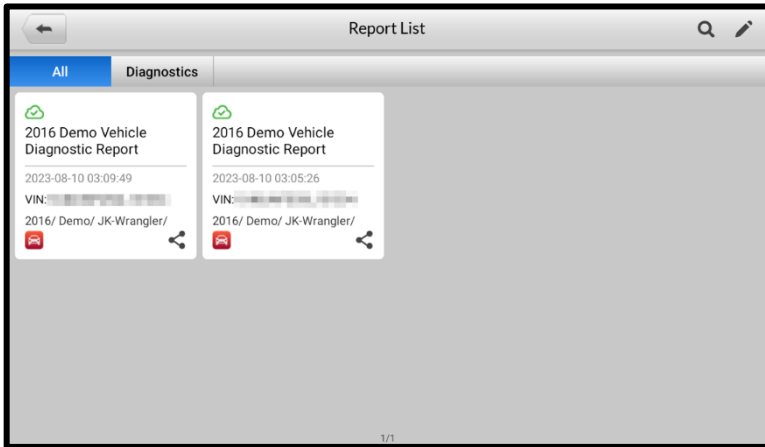 Report List
All
Diagnostics
2016 Demo Vehicle
Diagnostic Report
2023-08-10 03:09:49
VIN:
2016/ Demo/ JK-Wrangler/
2016 Demo Vehicle
Diagnostic Report
2023-08-10 03:05:26
VIN:
2016/ Demo/ JK-Wrangler/
1/1